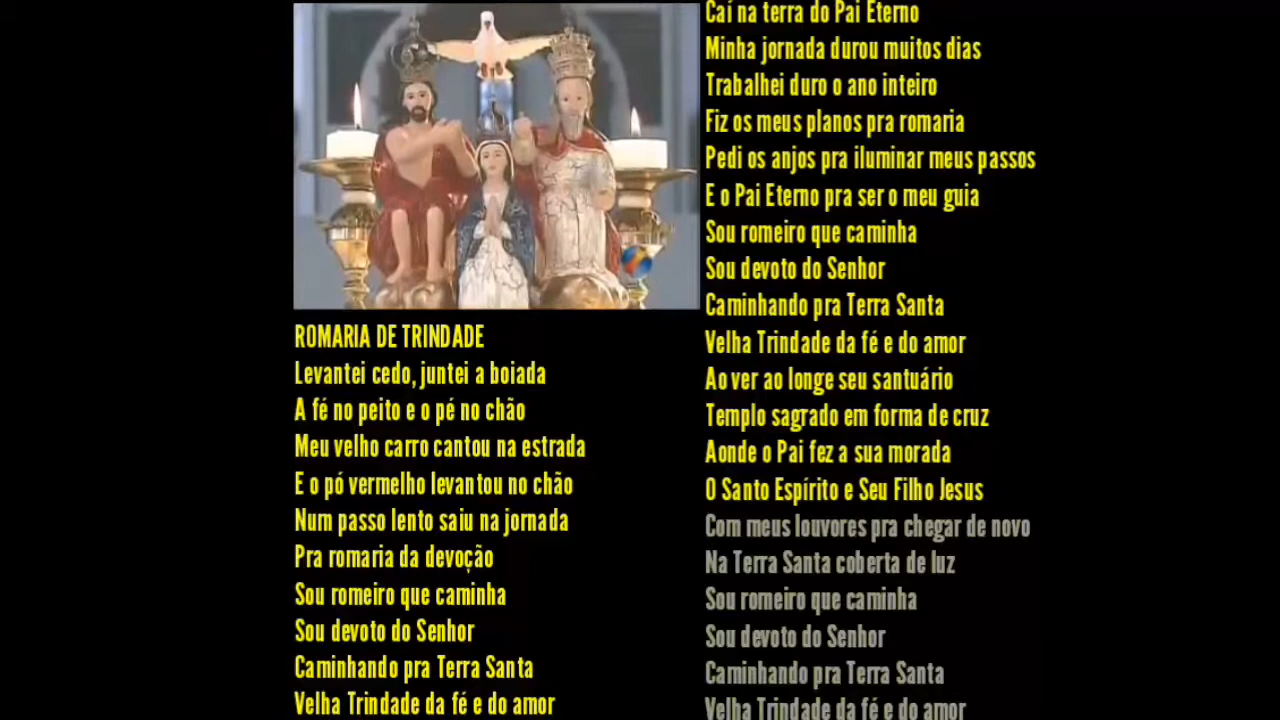 ROMARIA DE TRINDADE
Levantei cedo, juntei a boiada
A fé no peito e o pé no chão
Meu velho carro cantou na estrada
E o pó vermelho levantou no chão
Num passo lento saiu na jornada
Pra romaria da devoção
Sou romeiro que caminha
Sou devoto do Senhor
Caminhando pra Terra Santa
Velha Trindade da fé e do amor
Caí na terra do Pai Eterno
Minha jornada durou muitos dias
Trabalhei duro o ano inteiro
Fiz os meus planos pra romaria
Pedi os anjos pra iluminar meus passos
E o Pai Eterno pra ser o meu guia
Sou romeiro que caminha
Sou devoto do Senhor
Caminhando pra Terra Santa
Velha Trindade da fé e do amor
Ao ver ao longe seu santuário
Templo sagrado em forma de cruz
Aonde o Pai fez a sua morada
O Santo Espírito e Seu Filho Jesus
Com meus louvores pra chegar de novo
Na Terra Santa coberta de luz
Sou romeiro que caminha
Sou devoto do Senhor
Caminhando pra Terra Santa
Velha Trindade da fé e do amor